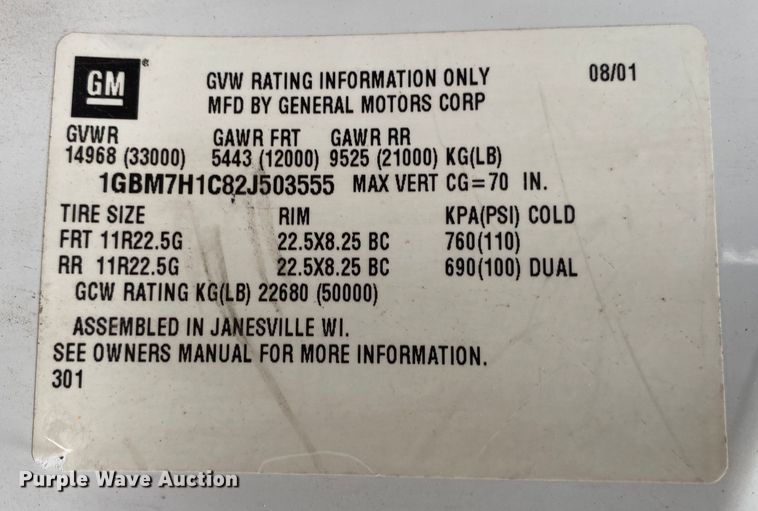 GM®
GVW RATING INFORMATION ONLY 08/01
MFD BY GENERAL MOTORS CORP
GVWR GAWR FRT GAWR RR
14968 (33000) 5443 (12000) 9525 (21000) KG(LB)
1GBM7H1C82J503555 MAX VERT CG=70 IN.
TIRE SIZE RIM KPA(PSI) COLD
FRT 11R22.5G 22.5X8.25 BC 760(110)
RR 11R22.5G 22.5X8.25 BC 690(100) DUAL
GCW RATING KG(LB) 22680 (50000)
ASSEMBLED IN JANESVILLE WI.
SEE OWNERS MANUAL FOR MORE INFORMATION.
301
Purple Wave Auction